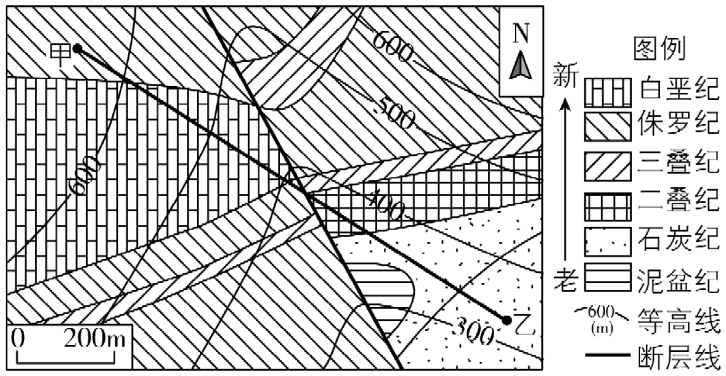 甲
600
N
500
600
400
300
乙
0 200m
图例
新
老
白垩纪
侏罗纪
三叠纪
二叠纪
石炭纪
泥盆纪
600
(m)
等高线
断层线